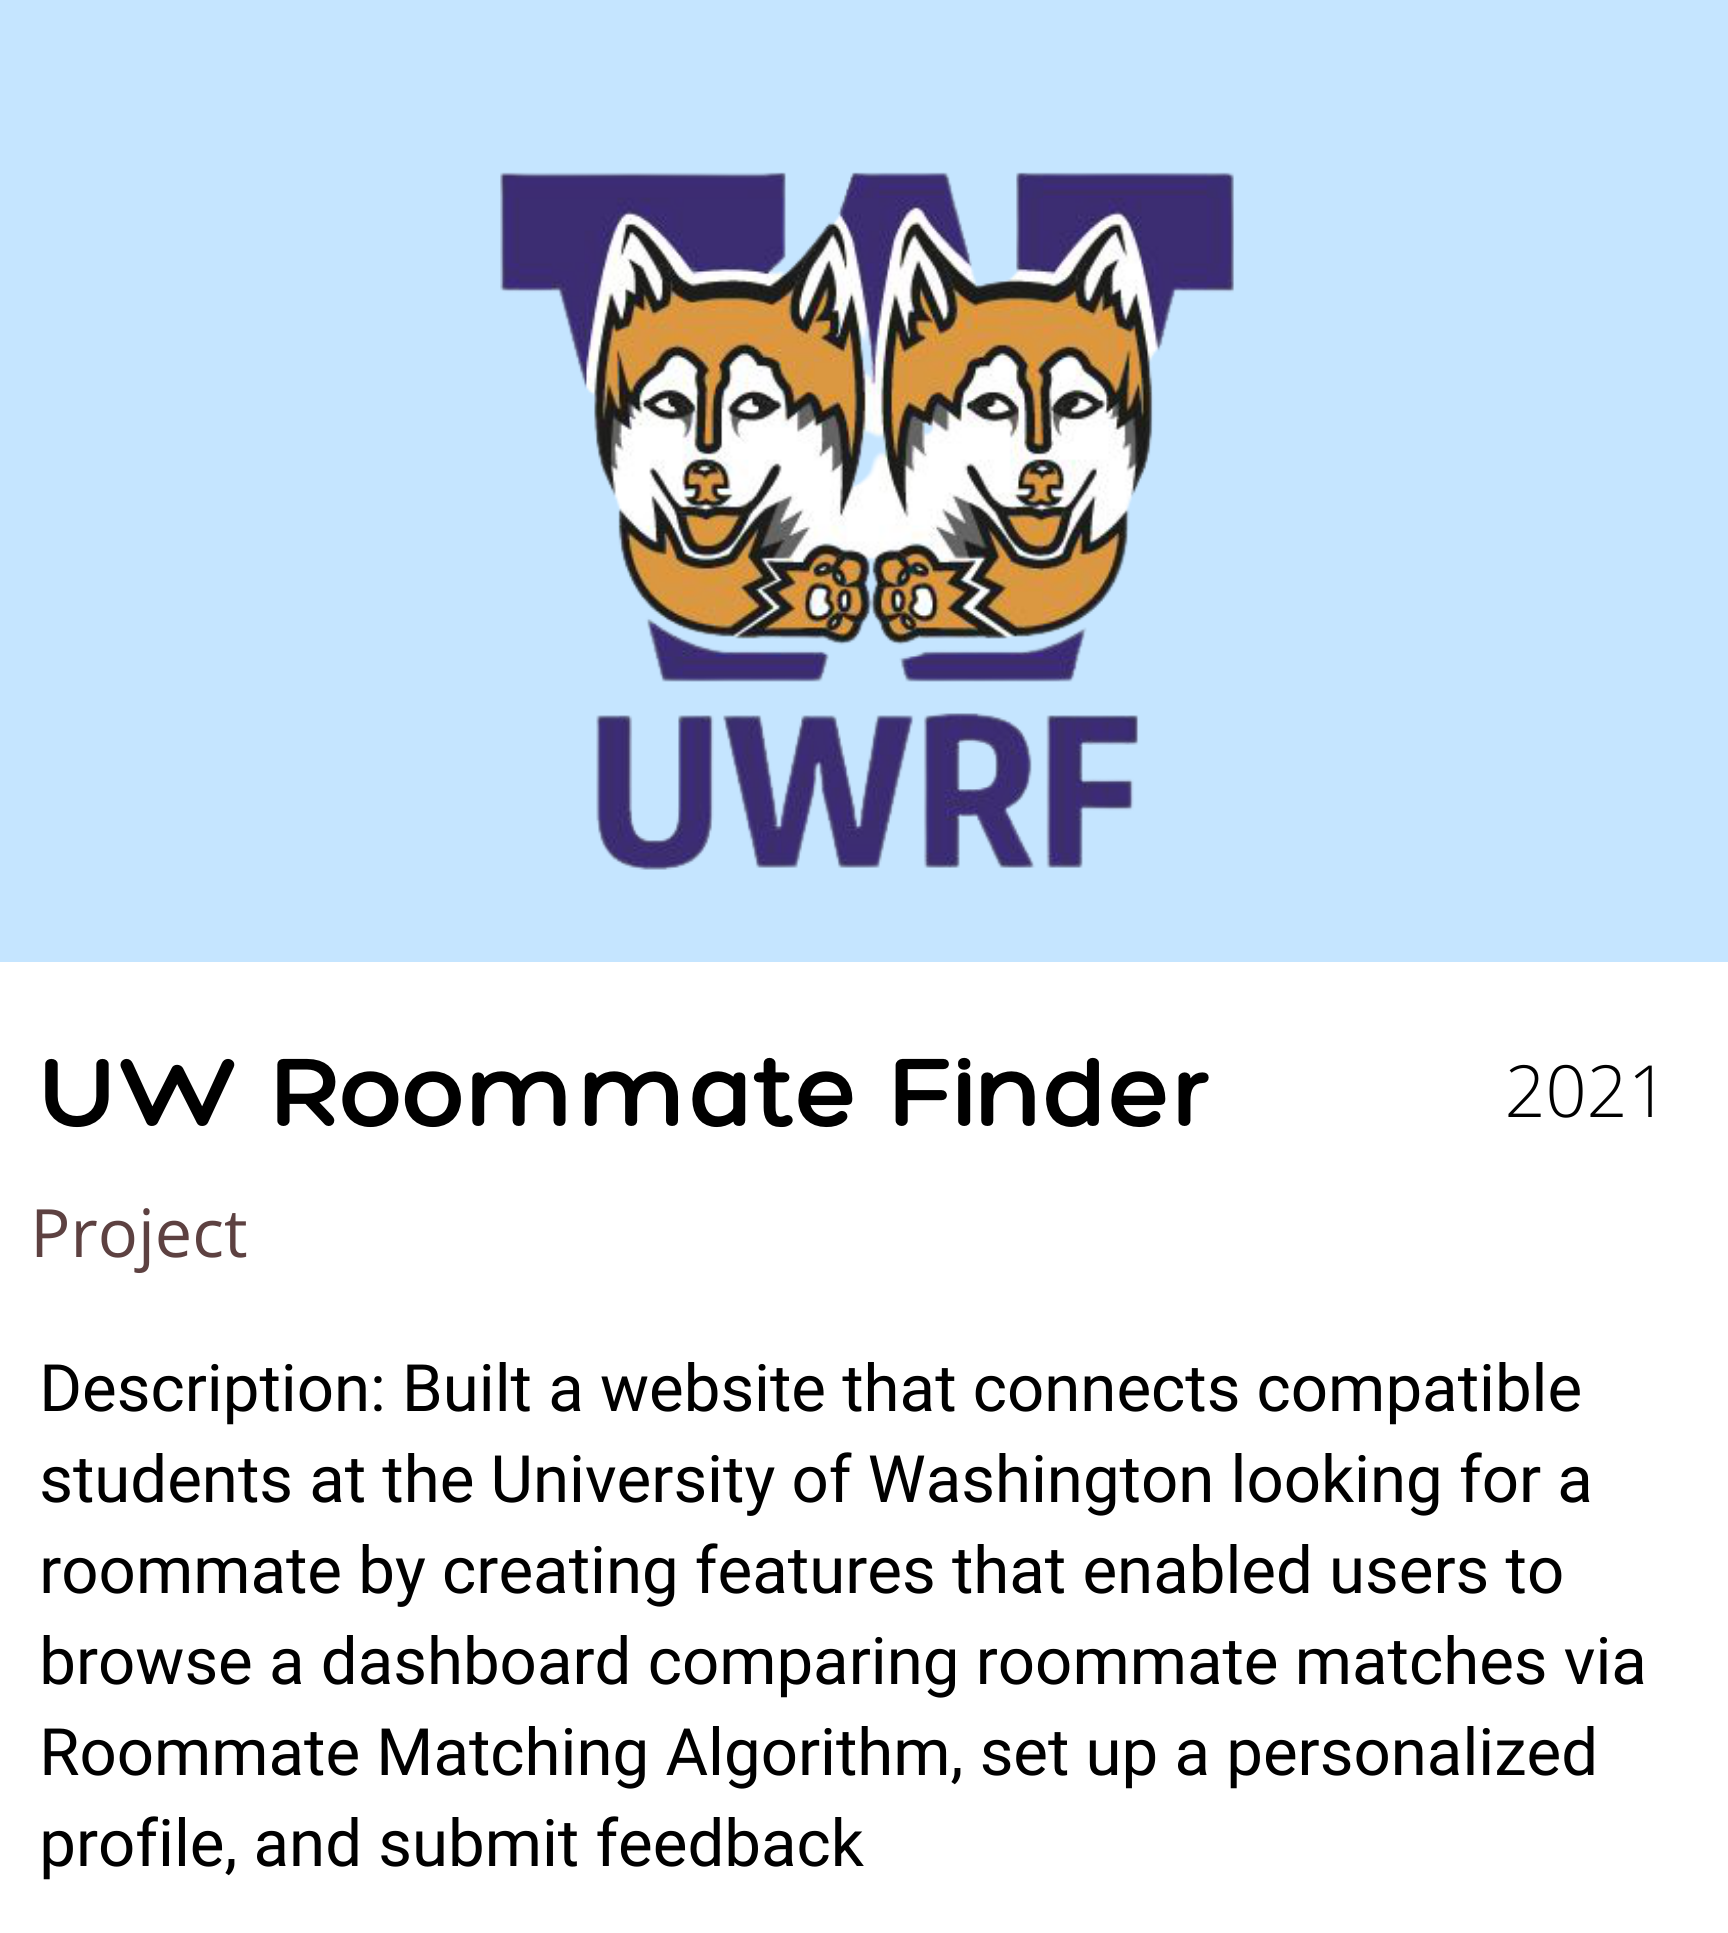 W
UWRF
UW Roommate Finder 2021
Project
Description: Built a website that connects compatible
students at the University of Washington looking for a
roommate by creating features that enabled users to
browse a dashboard comparing roommate matches via
Roommate Matching Algorithm, set up a personalized
profile, and submit feedback